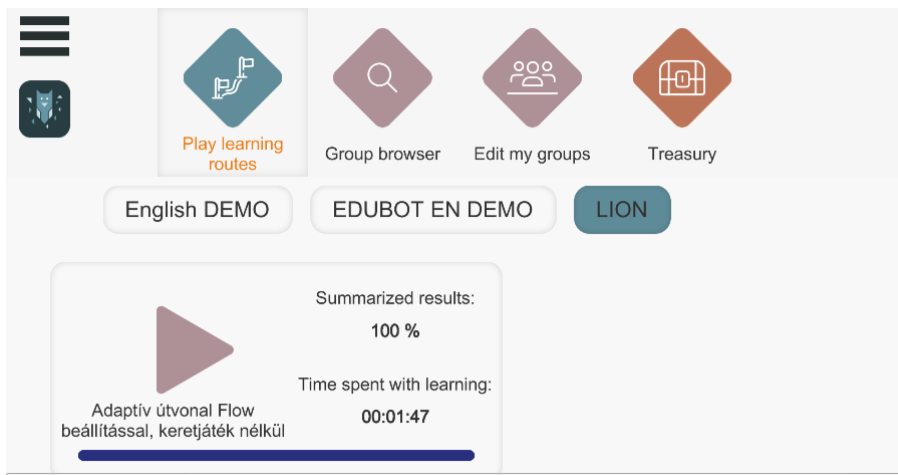 Play learning
routes
Group browser
Edit my groups
Treasury
English DEMO
EDUBOT EN DEMO
LION
Summarized results:
100 %
Time spent with learning:
00:01:47
Adaptív útvonal Flow
beállítással, keretjáték nélkül